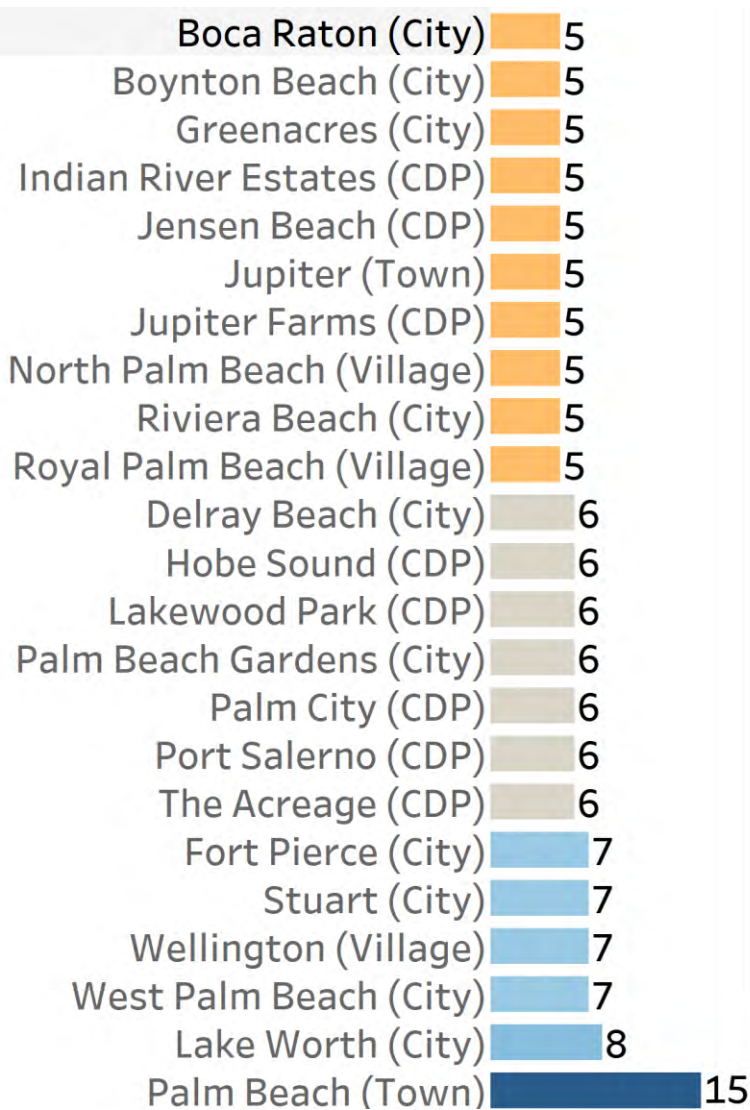 Boca Raton (City) 5
Boynton Beach (City) 5
Greenacres (City) 5
Indian River Estates (CDP) 5
Jensen Beach (CDP) 5
Jupiter (Town) 5
Jupiter Farms (CDP) 5
North Palm Beach (Village) 5
Riviera Beach (City) 5
Royal Palm Beach (Village) 5
Delray Beach (City) 6
Hobe Sound (CDP) 6
Lakewood Park (CDP) 6
Palm Beach Gardens (City) 6
Palm City (CDP) 6
Port Salerno (CDP) 6
The Acreage (CDP) 6
Fort Pierce (City) 7
Stuart (City) 7
Wellington (Village) 7
West Palm Beach (City) 7
Lake Worth (City) 8
Palm Beach (Town) 15